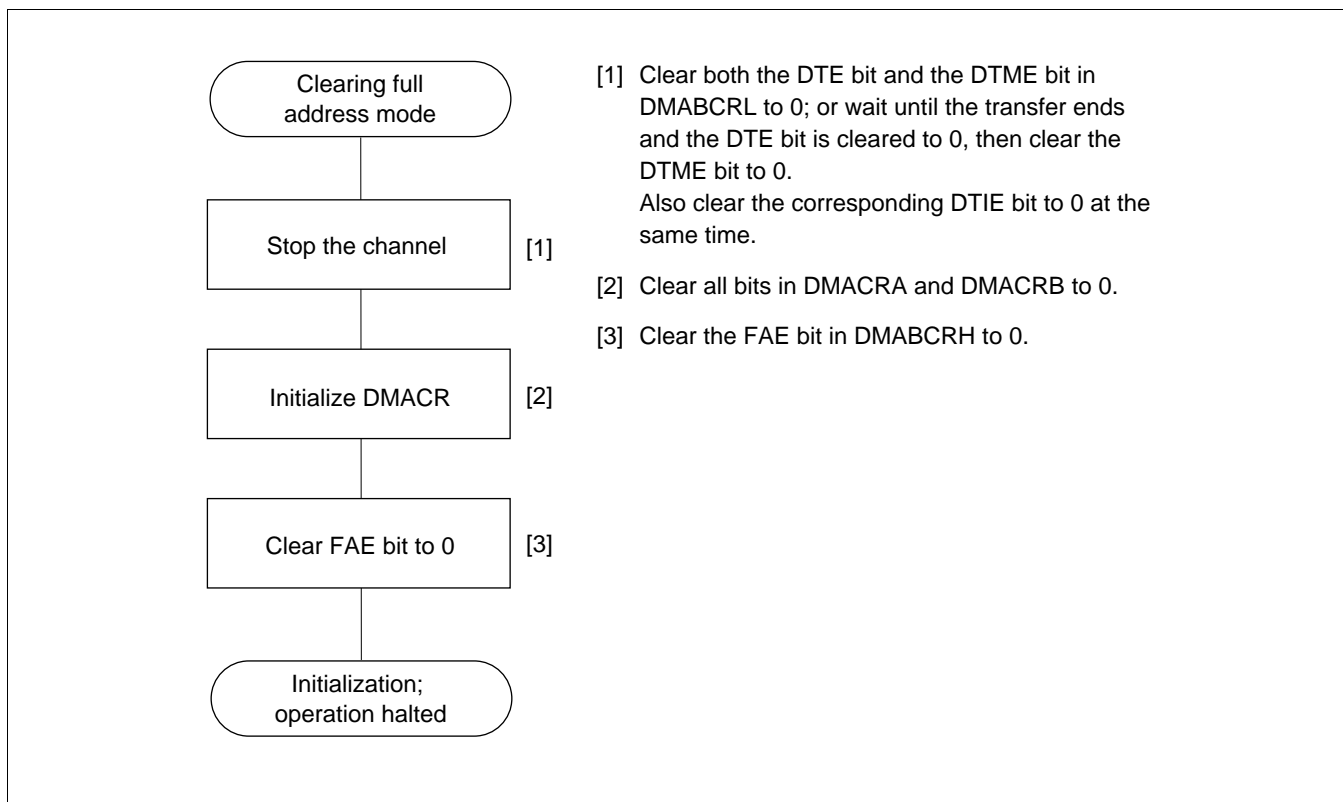 Clearing full
address mode
Stop the channel
[1]
Initialize DMACR
[2]
Clear FAE bit to 0
[3]
Initialization;
operation halted
[1] Clear both the DTE bit and the DTME bit in
DMABCRL to 0; or wait until the transfer ends
and the DTE bit is cleared to 0, then clear the
DTME bit to 0.
Also clear the corresponding DTIE bit to 0 at the
same time.
[2] Clear all bits in DMACRA and DMACRB to 0.
[3] Clear the FAE bit in DMABCRH to 0.